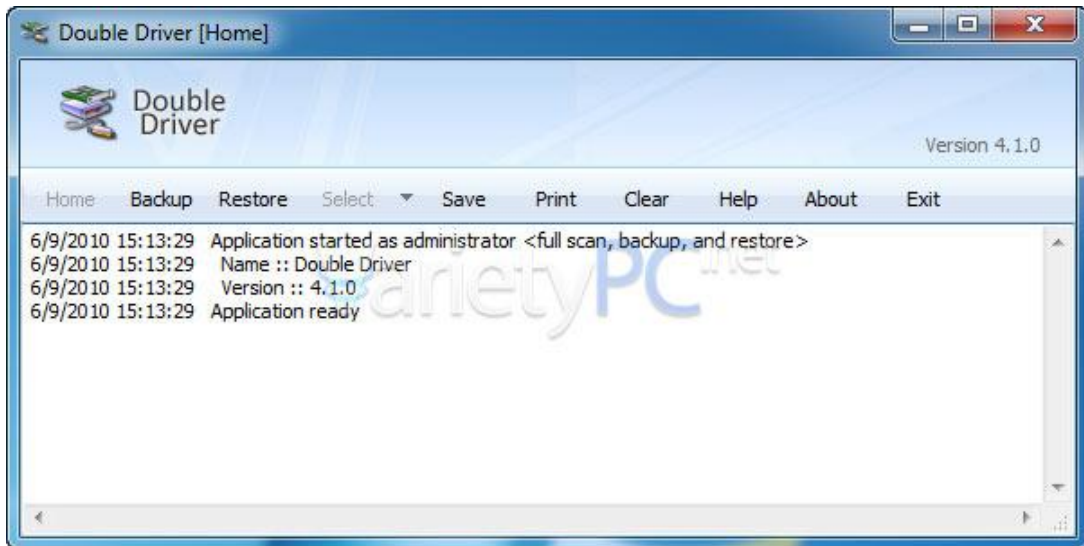 Double Driver [Home]
Double
Driver
Version 4.1.0
Home Backup Restore Select Save Print Clear Help About Exit
6/9/2010 15:13:29 Application started as administrator <full scan, backup, and restore>
6/9/2010 15:13:29 Name :: Double Driver
6/9/2010 15:13:29 Version :: 4.1.0
6/9/2010 15:13:29 Application ready
VarietyPC.net